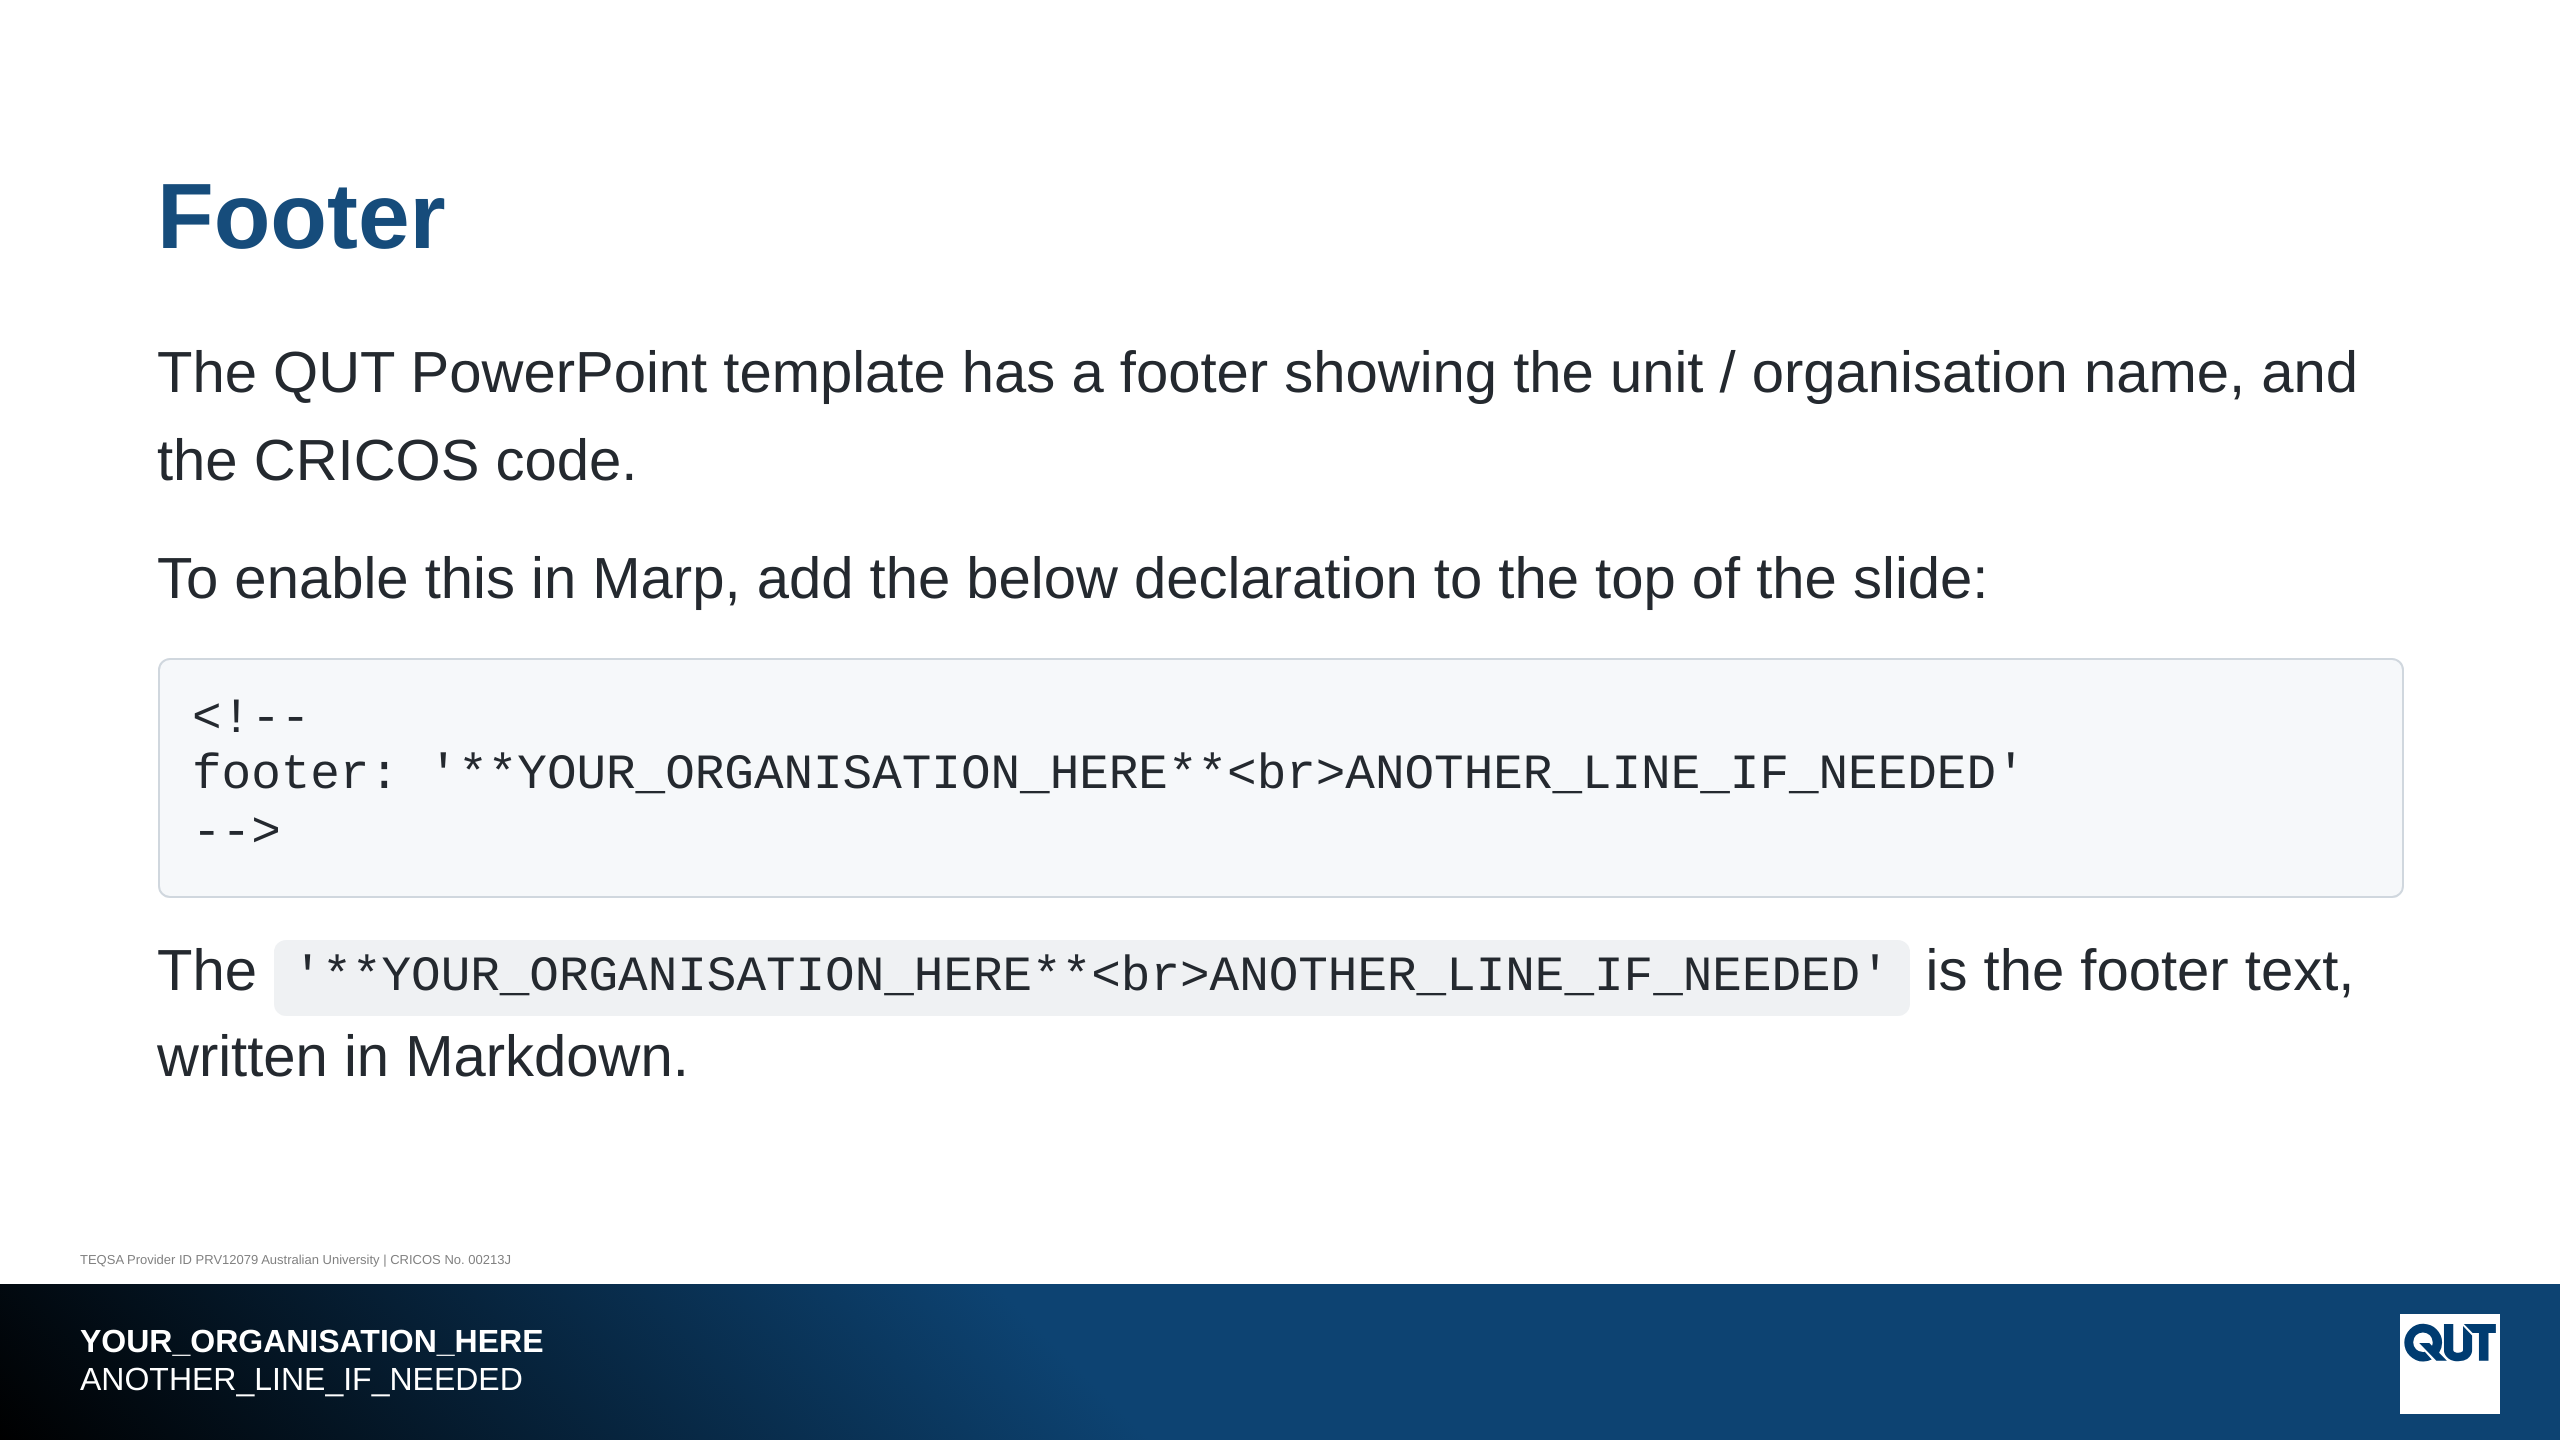 Footer
The QUT PowerPoint template has a footer showing the unit / organisation name, and
the CRICOS code.
To enable this in Marp, add the below declaration to the top of the slide:
<!--
footer: '**YOUR_ORGANISATION_HERE**<br>ANOTHER_LINE_IF_NEEDED'
-->
The '**YOUR_ORGANISATION_HERE**<br>ANOTHER_LINE_IF_NEEDED' is the footer text,
written in Markdown.
TEQSA Provider ID PRV12079 Australian University | CRICOS No. 00213J
YOUR_ORGANISATION_HERE
ANOTHER_LINE_IF_NEEDED
QUT